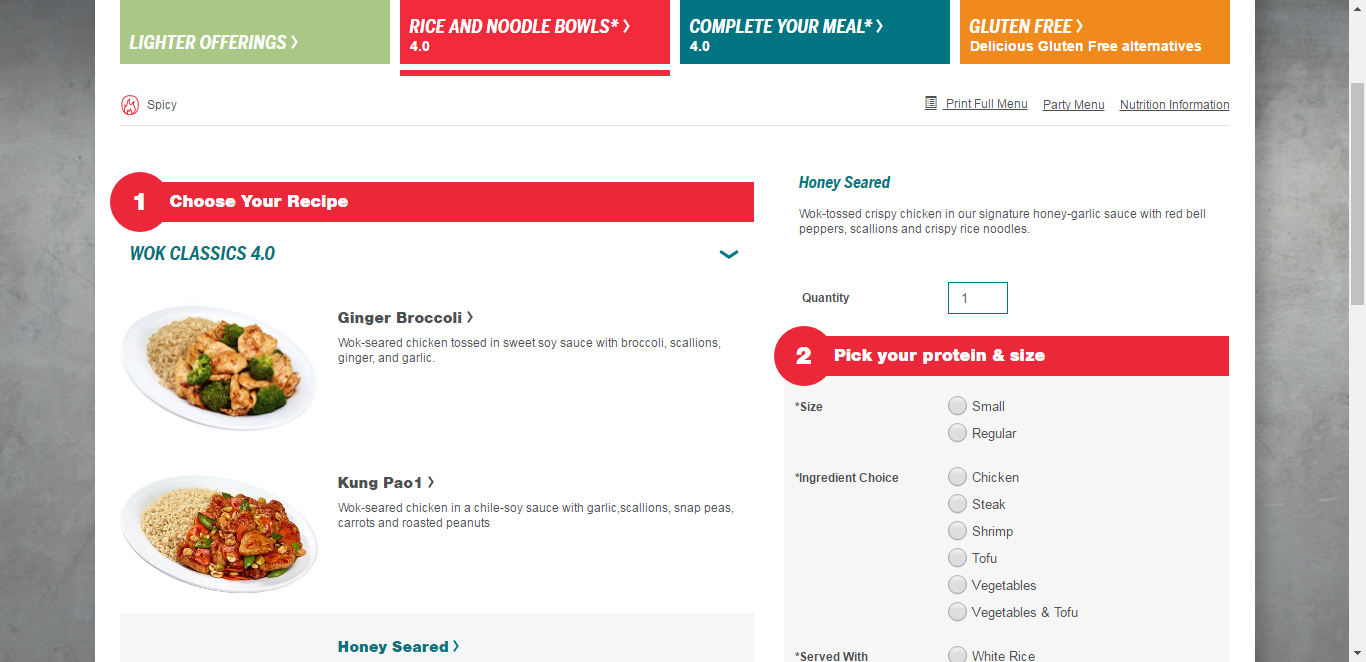 LIGHTER OFFERINGS >
RICE AND NOODLE BOWLS* >
4.0
COMPLETE YOUR MEAL* >
4.0
GLUTEN FREE >
Delicious Gluten Free alternatives
Spicy
Print Full Menu
Party Menu
Nutrition Information
1 Choose Your Recipe
WOK CLASSICS 4.0
Ginger Broccoli >
Wok-seared chicken tossed in sweet soy sauce with broccoli, scallions,
ginger, and garlic.
Kung Pao1 >
Wok-seared chicken in a chile-soy sauce with garlic,scallions, snap peas,
carrots and roasted peanuts
Honey Seared >
Honey Seared
Wok-tossed crispy chicken in our signature honey-garlic sauce with red bell
peppers, scallions and crispy rice noodles.
Quantity 1
2 Pick your protein & size
*Size
Small
Regular
*Ingredient Choice
Chicken
Steak
Shrimp
Tofu
Vegetables
Vegetables & Tofu
*Served With
White Rice